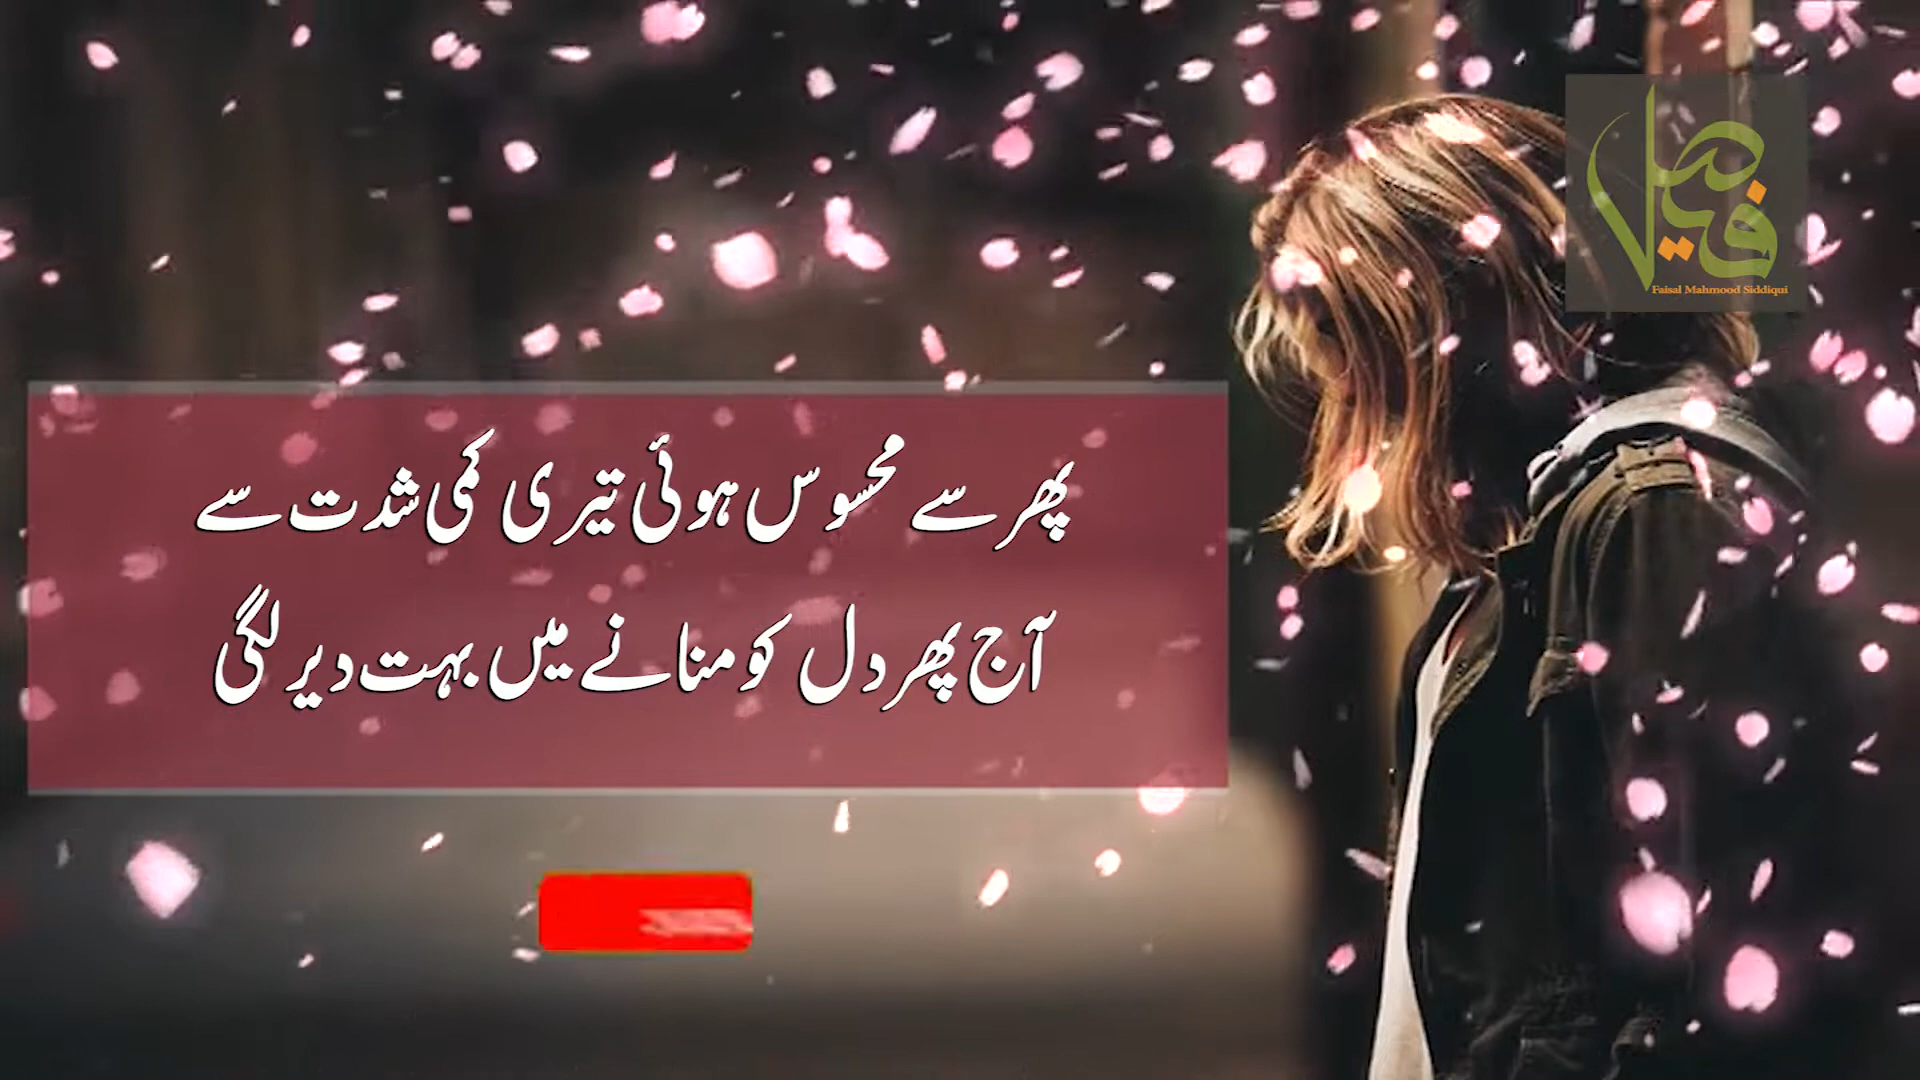 فیصل
Faisal Mahmood Siddiqui
پھر سے محسوس ہوئی تیری کمی شدت سے
آج پھر دل کو منانے میں بہت دیر لگی